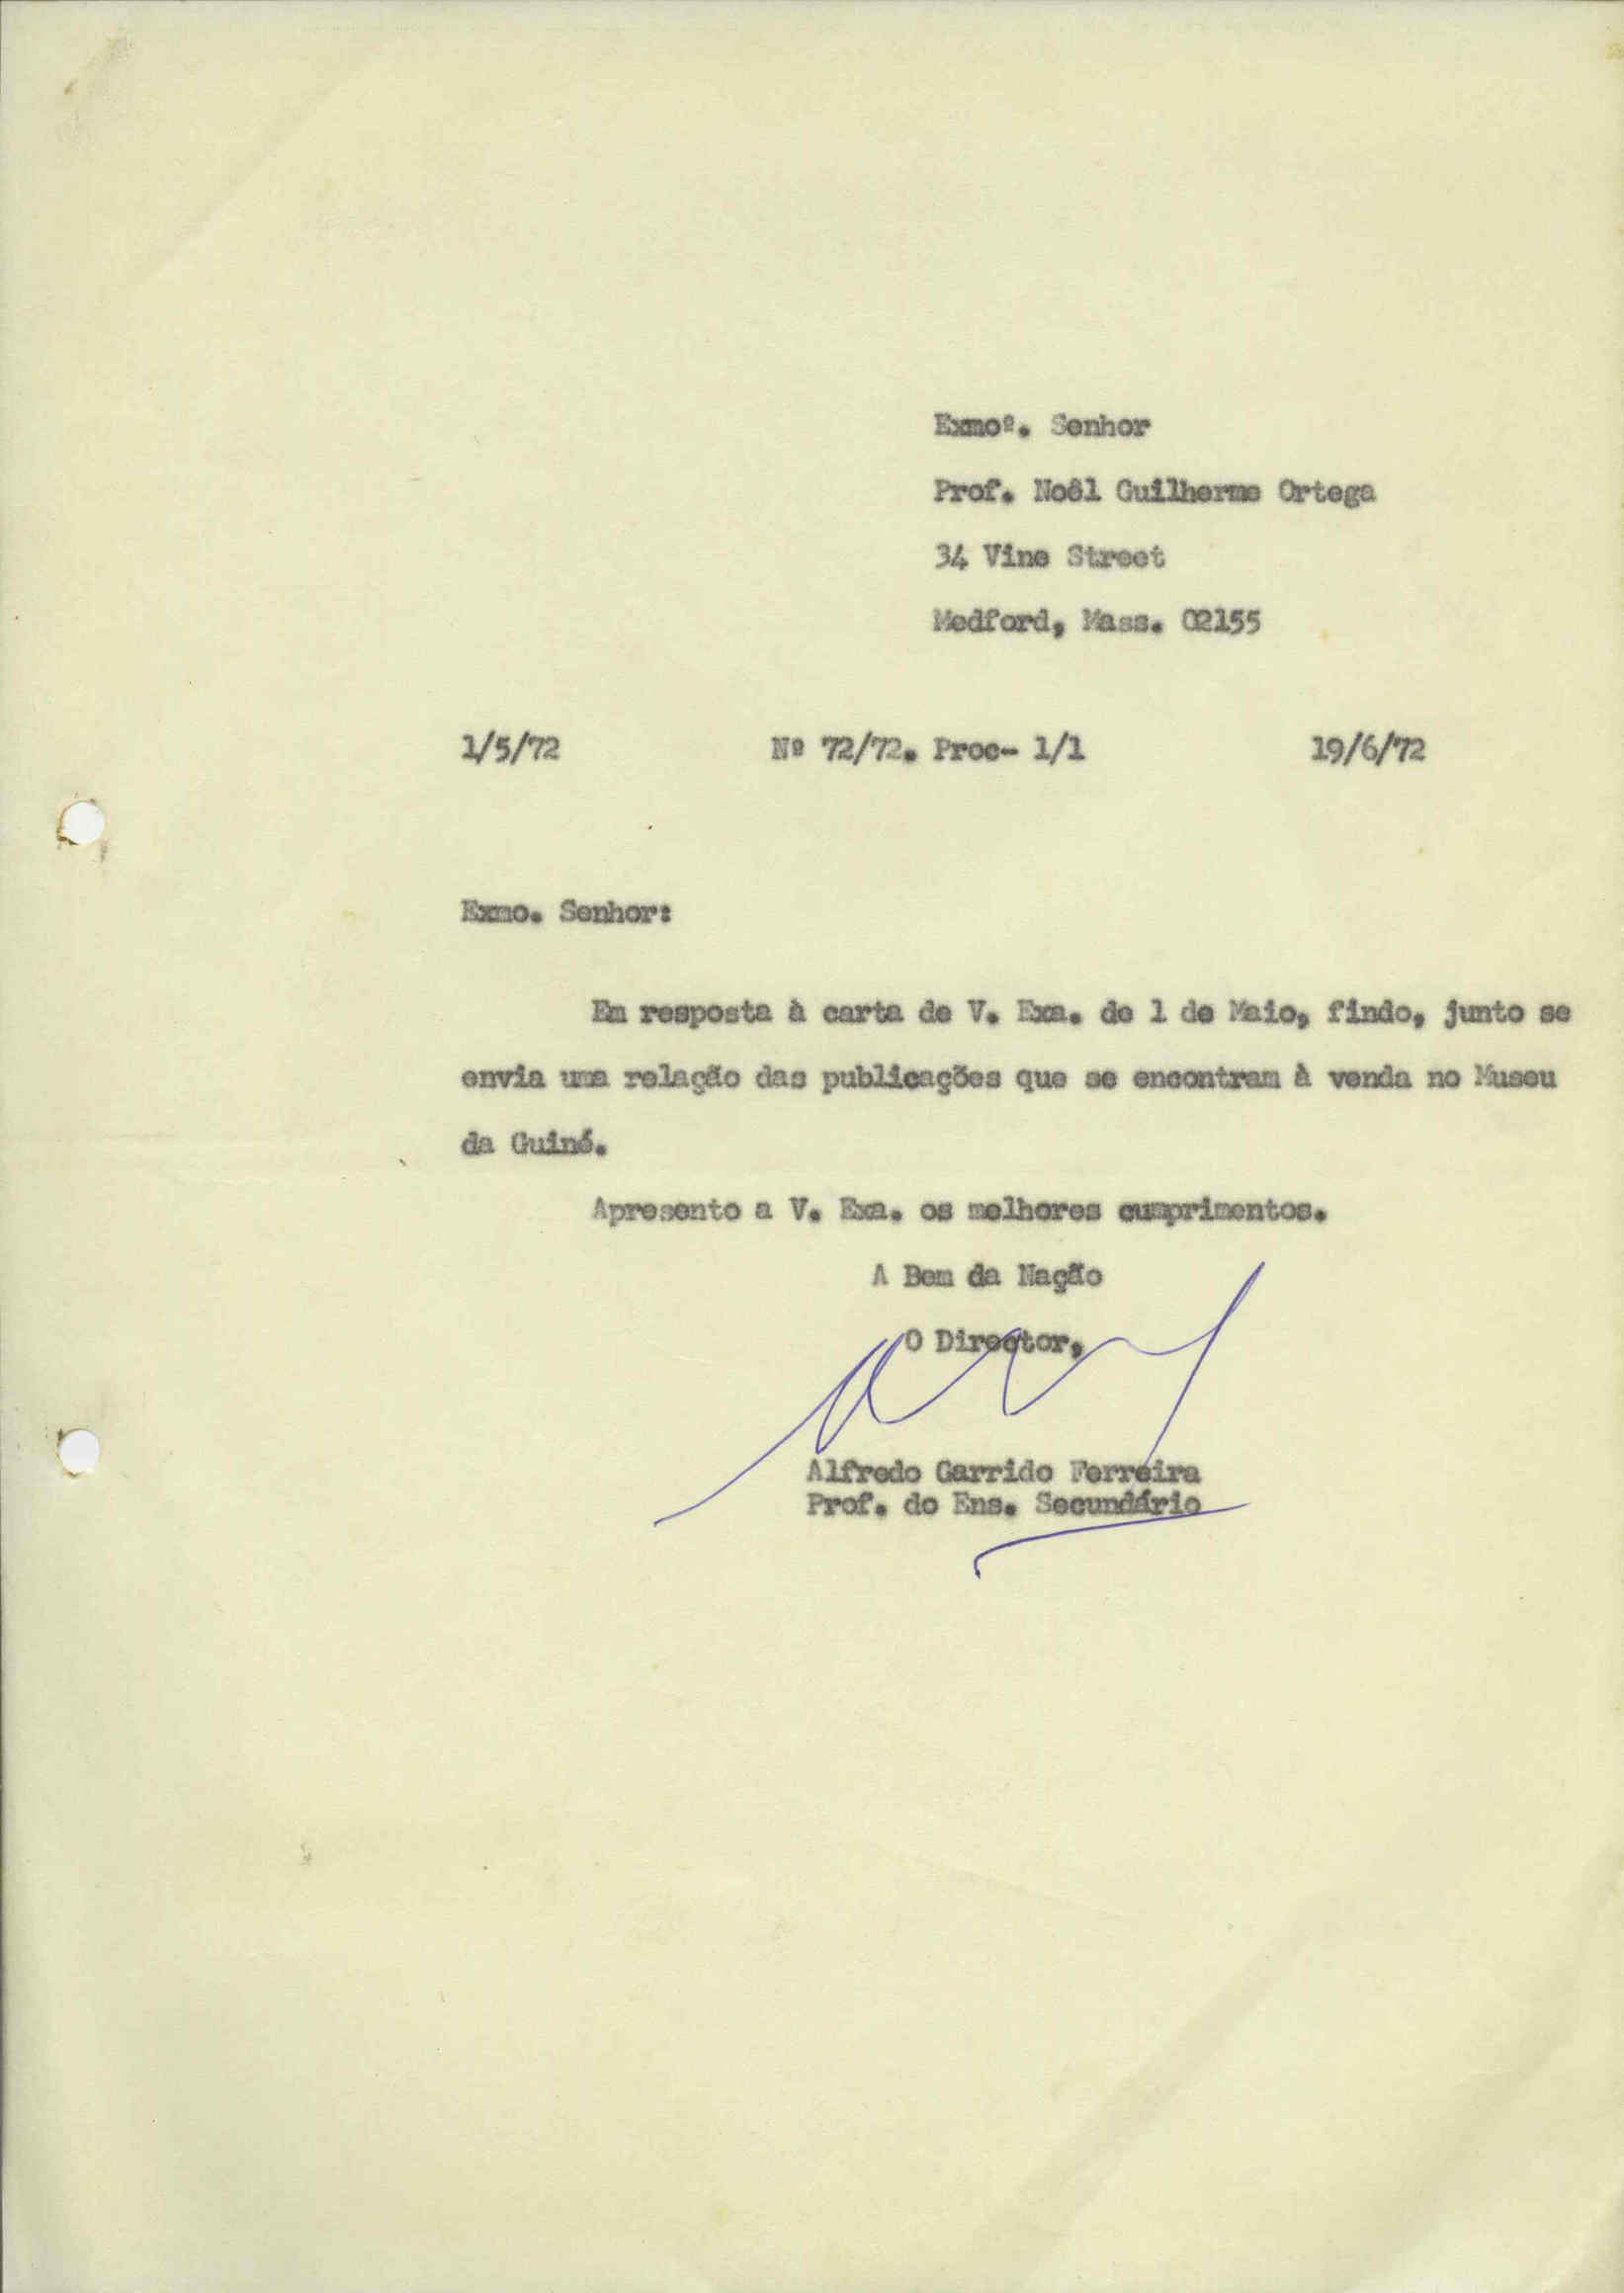 Exmoº. Senhor
Prof. Noêl Guilherme Ortega
34 Vine Street
Medford, Mass. 02155
1/5/72 Nº 72/72. Proc- 1/1 19/6/72
Exmo. Senhor:
Em resposta à carta de V. Exa. de 1 de Maio, findo, junto se
envia uma relação das publicações que se encontram à venda no Museu
da Guiné.
Apresento a V. Exa. os melhores cumprimentos.
A Bem da Nação
O Director,
Alfredo Garrido Ferreira
Prof. do Ens. Secundário